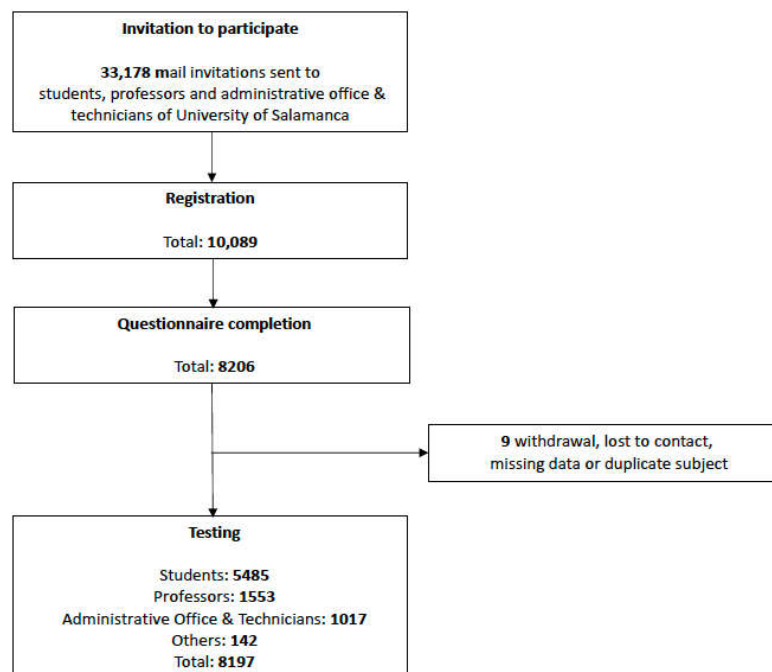 Invitation to participate
33,178 mail invitations sent to
students, professors and administrative office &
technicians of University of Salamanca
Registration
Total: 10,089
Questionnaire completion
Total: 8206
9 withdrawal, lost to contact,
missing data or duplicate subject
Testing
Students: 5485
Professors: 1553
Administrative Office & Technicians: 1017
Others: 142
Total: 8197